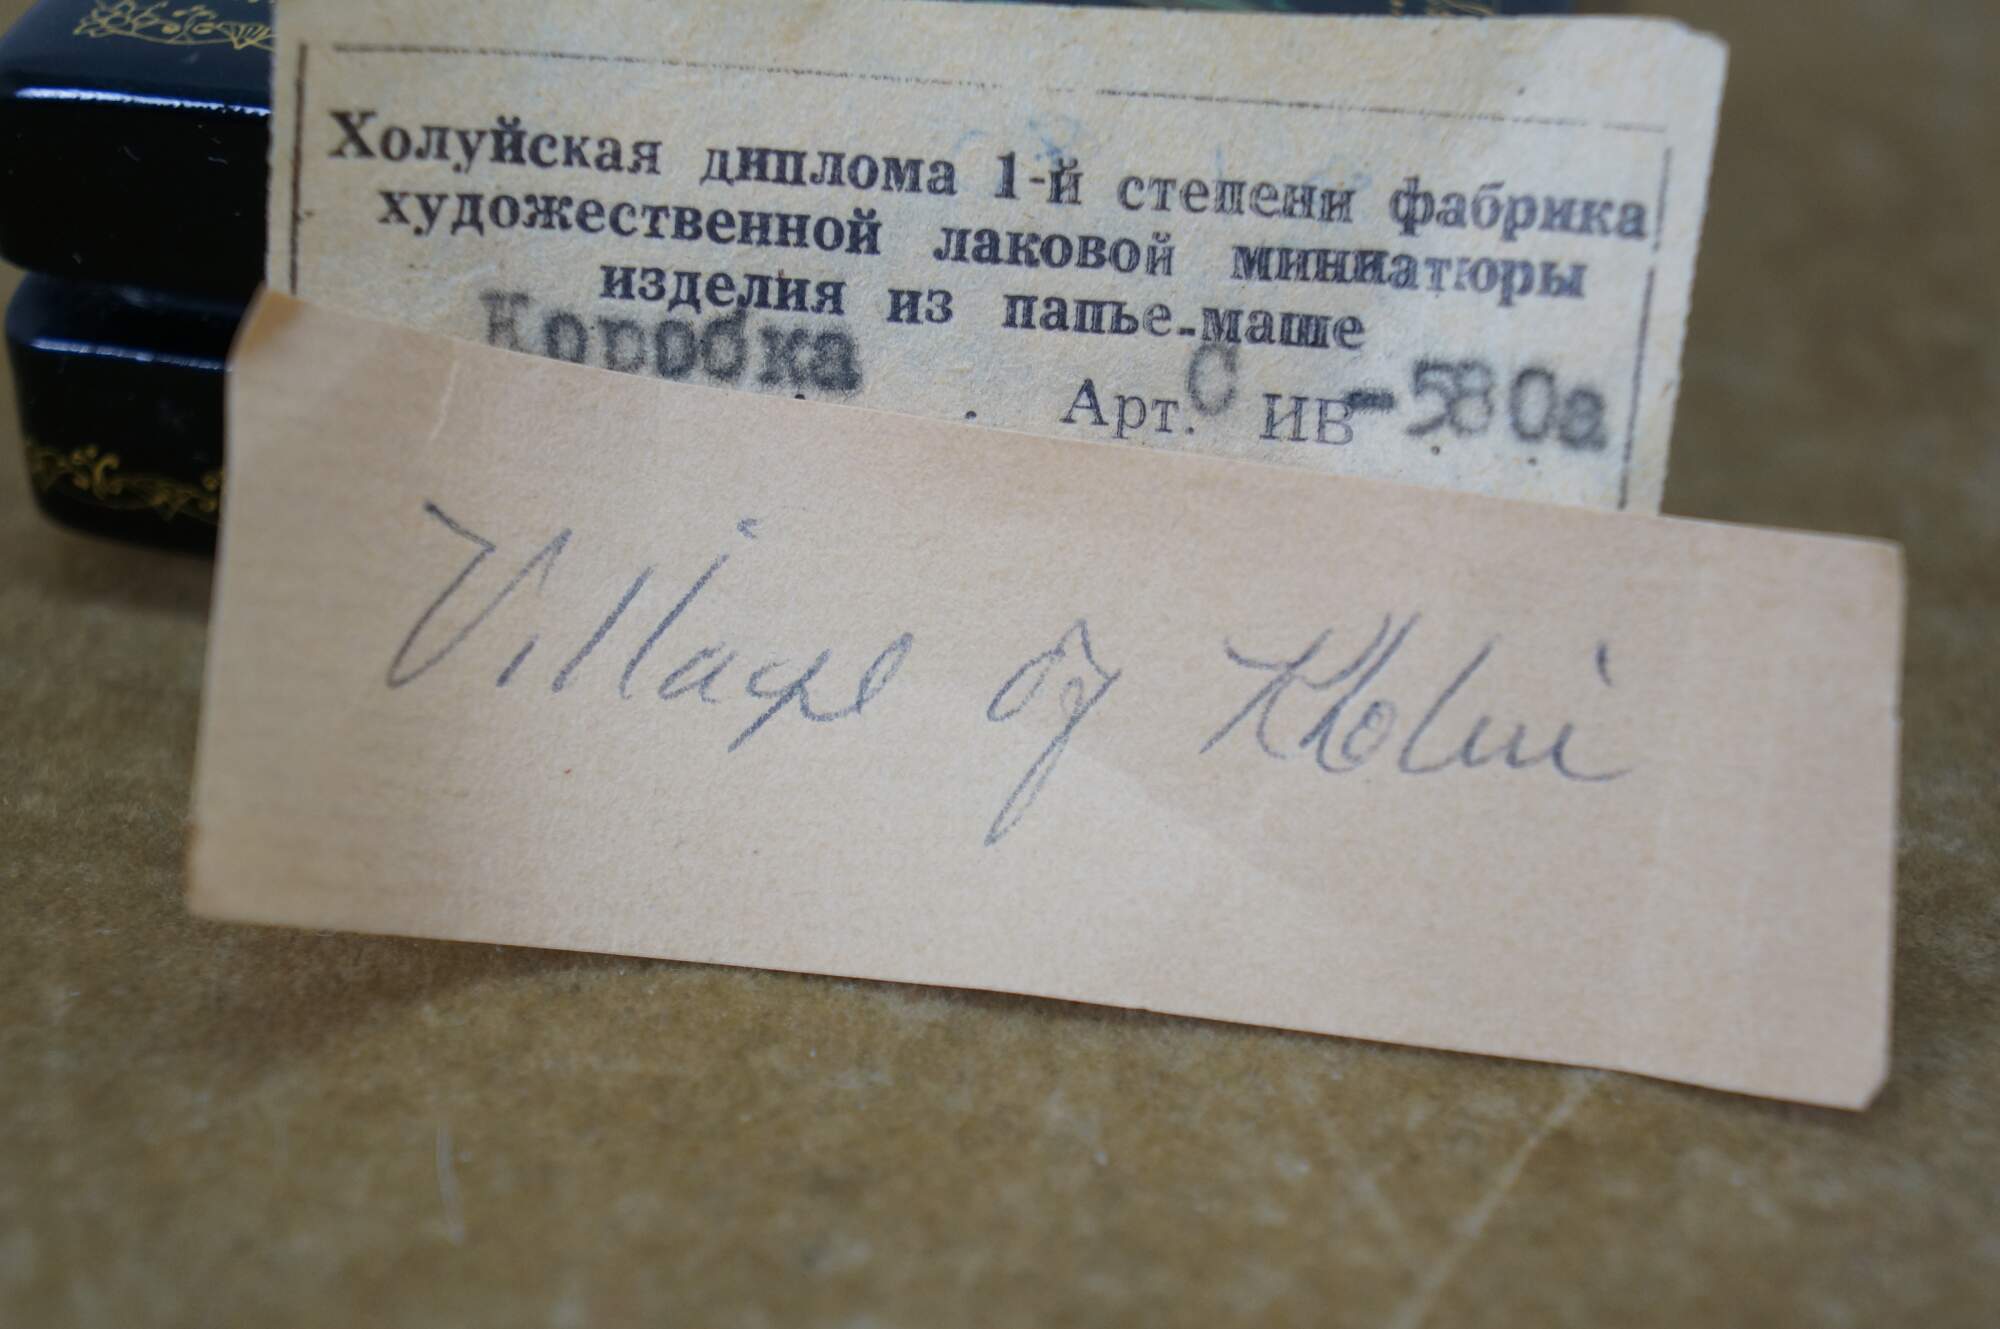 Холуйская диплома 1-й степени фабрика
художественной лаковой миниатюры
изделия из папье-маше
Коробка Арт. С ИВ-580а
Village of Kholui